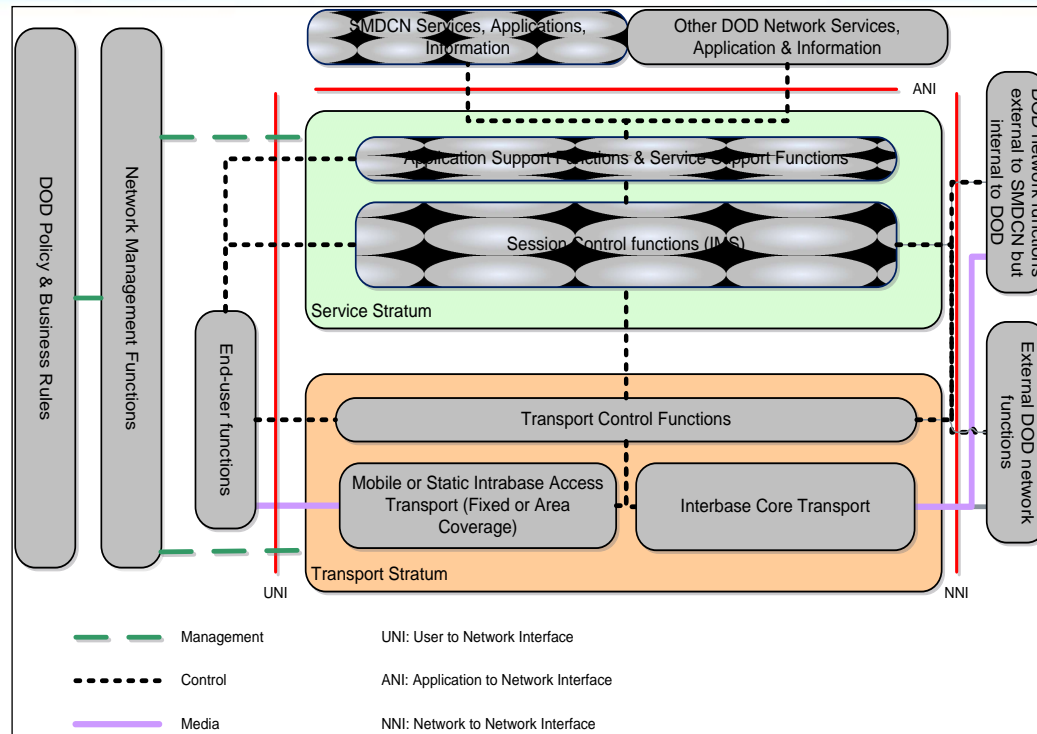 SMDCN Services, Applications,
Information
Other DOD Network Services,
Application & Information
ANI
DOD Policy & Business Rules
Network Management Functions
End-user functions
Application Support Functions & Service Support Functions
Session Control functions (IMS)
Service Stratum
DOD network functions
external to SMDCN but
internal to DOD
External DOD network
functions
Transport Control Functions
Mobile or Static Intrabase Access
Transport (Fixed or Area
Coverage)
Interbase Core Transport
Transport Stratum
UNI
NNI
Management
UNI: User to Network Interface
Control
ANI: Application to Network Interface
Media
NNI: Network to Network Interface